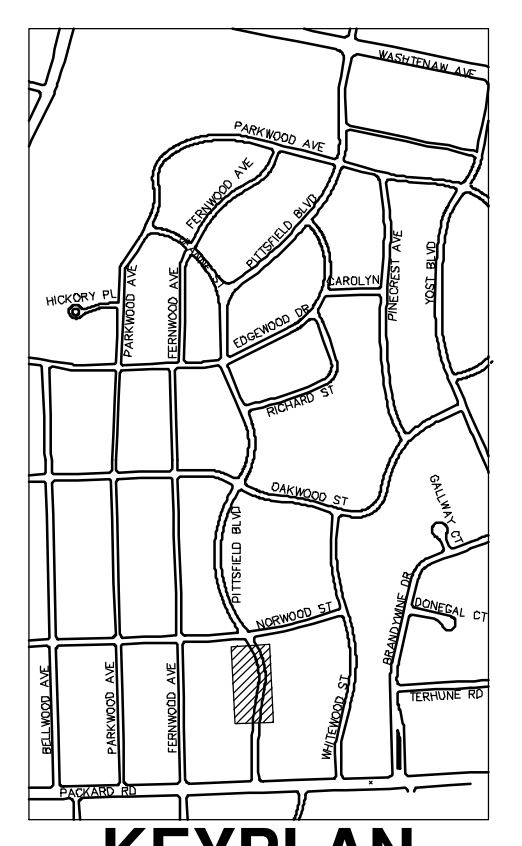 WASHTENAW AVE
PARKWOOD AVE
FERNWOOD AVE
PITTSFIELD BLVD
CAROLYN
PINECREST AVE
YOST BLVD
HICKORY PL
PARKWOOD AVE
FERNWOOD AVE
EDGEWOOD DR
RICHARD ST
OAKWOOD ST
GALLWAY CT
PITTSFIELD BLVD
NORWOOD ST
BRANDYWINE DR
DONEGAL CT
BELLWOOD AVE
PARKWOOD AVE
FERNWOOD AVE
WHITEWOOD ST
TERHUNE RD
PACKARD RD
KEYPLAN